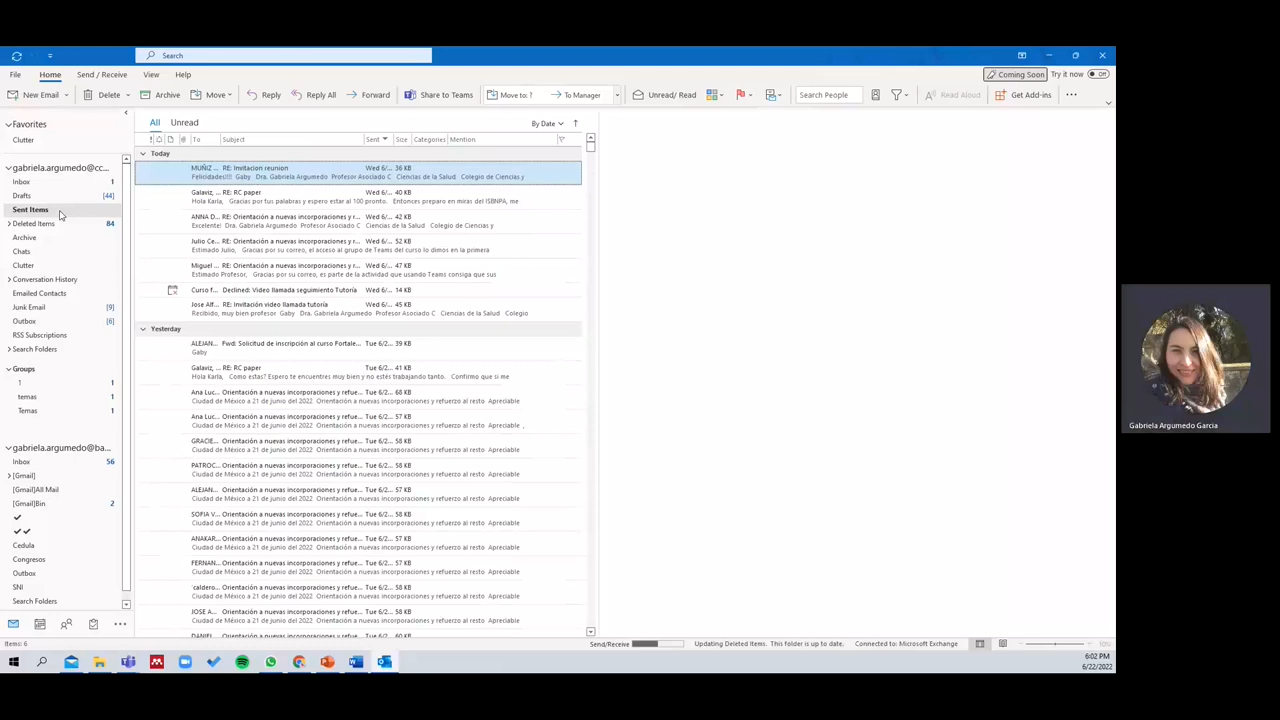 Search
File Home Send / Receive View Help
Coming Soon Try it now Off
New Email Delete Archive Move Reply Reply All Forward Share to Teams Move to: ? To Manager Unread/ Read Search People Read Aloud Get Add-ins
Favorites
Clutter
gabriela.argumedo@cc...
Inbox
Drafts [44]
Sent Items
Deleted Items 84
Archive
Chats
Clutter
Conversation History
Emailed Contacts
Junk Email [9]
Outbox [6]
RSS Subscriptions
Search Folders
Groups
1 1
temas 1
Temas 1
gabriela.argumedo@ba...
Inbox 56
[Gmail]
[Gmail]All Mail
[Gmail]Bin 2
Cedula
Congresos
Outbox
SNI
Search Folders
All Unread By Date
To Subject Sent Size Categories Mention
Today
MUÑIZ ... RE: Invitacion reunion Wed 6/... 36 KB
Felicidades!!!! Gaby Dra. Gabriela Argumedo Profesor Asociado C Ciencias de la Salud Colegio de Ciencias y
Galaviz, ... RE: RC paper Wed 6/... 40 KB
Hola Karla, Gracias por tus palabras y espero estar al 100 pronto. Entonces preparo en miras del ISBNPA, me
ANNA D... RE: Orientación a nuevas incorporaciones y r... Wed 6/... 42 KB
Excelente! Dra. Gabriela Argumedo Profesor Asociado C Ciencias de la Salud Colegio de Ciencias y
Julio Ce... RE: Orientación a nuevas incorporaciones y r... Wed 6/... 52 KB
Estimado Julio, Gracias por su correo, el acceso al grupo de Teams del curso lo dimos en la primera
Miguel ... RE: Orientación a nuevas incorporaciones y r... Wed 6/... 47 KB
Estimado Profesor, Gracias por su correo, es parte de la actividad que usando Teams consiga que sus
Curso f... Declined: Video llamada seguimiento Tutoría Wed 6/... 14 KB
Jose Alf... RE: Invitación video llamada tutoría Wed 6/... 45 KB
Recibido, muy bien profesor Gaby Dra. Gabriela Argumedo Profesor Asociado C Ciencias de la Salud Colegio
Yesterday
ALEJAN... Fwd: Solicitud de inscripción al curso Fortale... Tue 6/2... 39 KB
Gaby
Galaviz, ... RE: RC paper Tue 6/2... 41 KB
Hola Karla, Como estas? Espero te encuentres muy bien y no estés trabajando tanto. Confirmo que si me
Ana Luc... Orientación a nuevas incorporaciones y refue... Tue 6/2... 68 KB
Ciudad de México a 21 de junio del 2022 Orientación a nuevas incorporaciones y refuerzo al resto Apreciable
Ana Luc... Orientación a nuevas incorporaciones y refue... Tue 6/2... 57 KB
Ciudad de México a 21 de junio del 2022 Orientación a nuevas incorporaciones y refuerzo al resto Apreciable ,
GRACIE... Orientación a nuevas incorporaciones y refue... Tue 6/2... 58 KB
Ciudad de México a 21 de junio del 2022 Orientación a nuevas incorporaciones y refuerzo al resto Apreciable
PATROC... Orientación a nuevas incorporaciones y refue... Tue 6/2... 58 KB
Ciudad de México a 21 de junio del 2022 Orientación a nuevas incorporaciones y refuerzo al resto Apreciable
ALEJAN... Orientación a nuevas incorporaciones y refue... Tue 6/2... 57 KB
Ciudad de México a 21 de junio del 2022 Orientación a nuevas incorporaciones y refuerzo al resto Apreciable
SOFIA V... Orientación a nuevas incorporaciones y refue... Tue 6/2... 58 KB
Ciudad de México a 21 de junio del 2022 Orientación a nuevas incorporaciones y refuerzo al resto Apreciable
ANAKAR... Orientación a nuevas incorporaciones y refue... Tue 6/2... 57 KB
Ciudad de México a 21 de junio del 2022 Orientación a nuevas incorporaciones y refuerzo al resto Apreciable
FERNAN... Orientación a nuevas incorporaciones y refue... Tue 6/2... 57 KB
Ciudad de México a 21 de junio del 2022 Orientación a nuevas incorporaciones y refuerzo al resto Apreciable
'caldero... Orientación a nuevas incorporaciones y refue... Tue 6/2... 58 KB
Ciudad de México a 21 de junio del 2022 Orientación a nuevas incorporaciones y refuerzo al resto Apreciable
JOSE A... Orientación a nuevas incorporaciones y refue... Tue 6/2... 58 KB
Ciudad de México a 21 de junio del 2022 Orientación a nuevas incorporaciones y refuerzo al resto Apreciable
DANIEL ... Orientación a nuevas incorporaciones y refue... Tue 6/2... 60 KB
Gabriela Argumedo Garcia
Items: 6 Send/Receive Updating Deleted Items. This folder is up to date. Connected to: Microsoft Exchange
6:02 PM
6/22/2022